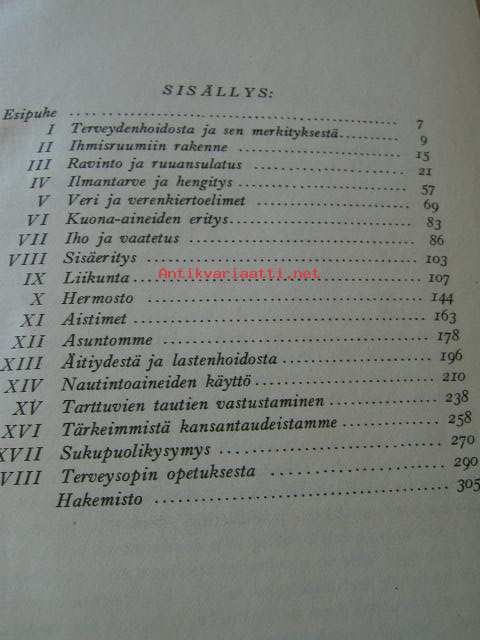 SISÄLLYS:
Esipuhe 7
I Terveydenhoidosta ja sen merkityksestä 9
II Ihmisruumiin rakenne 15
III Ravinto ja ruuansulatus 21
IV Ilmantarve ja hengitys 57
V Veri ja verenkiertoelimet 69
VI Kuona-aineiden eritys 83
VII Iho ja vaatetus 86
VIII Sisäeritys 103
Antikvariaatti.net
IX Liikunta 107
X Hermosto 144
XI Aistimet 163
XII Asuntomme 178
XIII Äitiydestä ja lastenhoidosta 196
XIV Nautintoaineiden käyttö 210
XV Tarttuvien tautien vastustaminen 238
XVI Tärkeimmistä kansantaudeistamme 258
XVII Sukupuolikysymys 270
VIII Terveysopin opetuksesta 290
Hakemisto 305